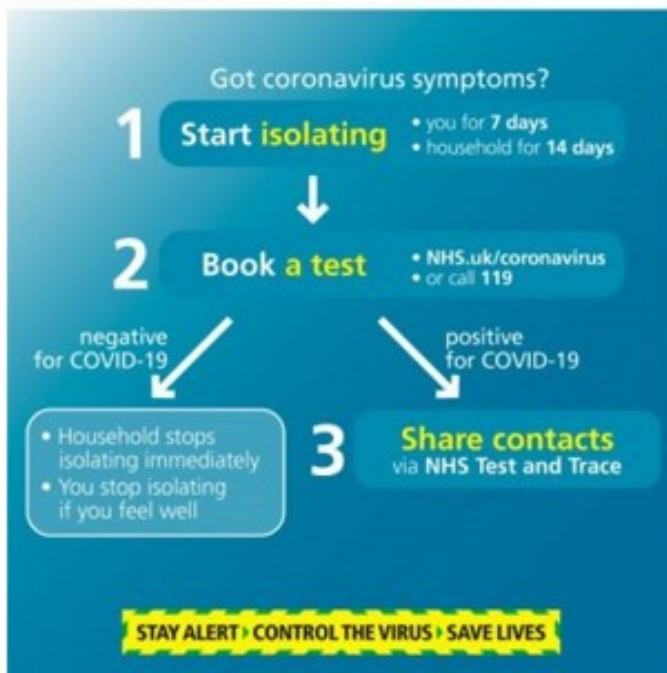 Got coronavirus symptoms?
1 Start isolating
• you for 7 days
• household for 14 days
2 Book a test
• NHS.uk/coronavirus
• or call 119
negative
for COVID-19
positive
for COVID-19
• Household stops
isolating immediately
• You stop isolating
if you feel well
3 Share contacts
via NHS Test and Trace
STAY ALERT CONTROL THE VIRUS SAVE LIVES